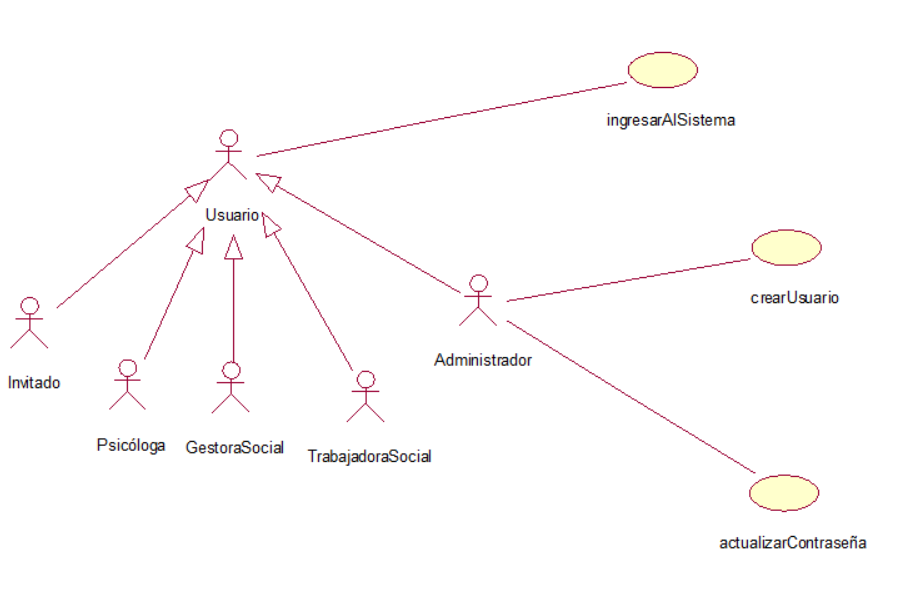 ingresarAlSistema
Usuario
crearUsuario
Administrador
Invitado
Psicóloga
GestoraSocial
TrabajadoraSocial
actualizarContraseña